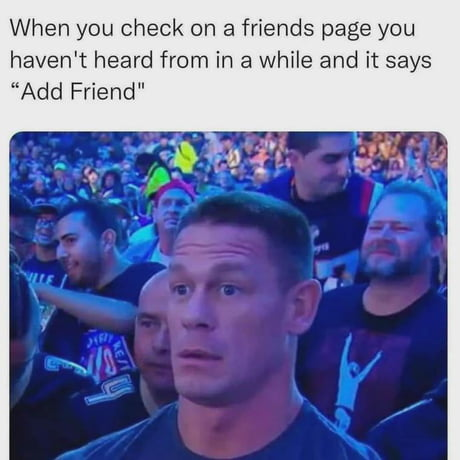 When you check on a friends page you
haven't heard from in a while and it says
“Add Friend"